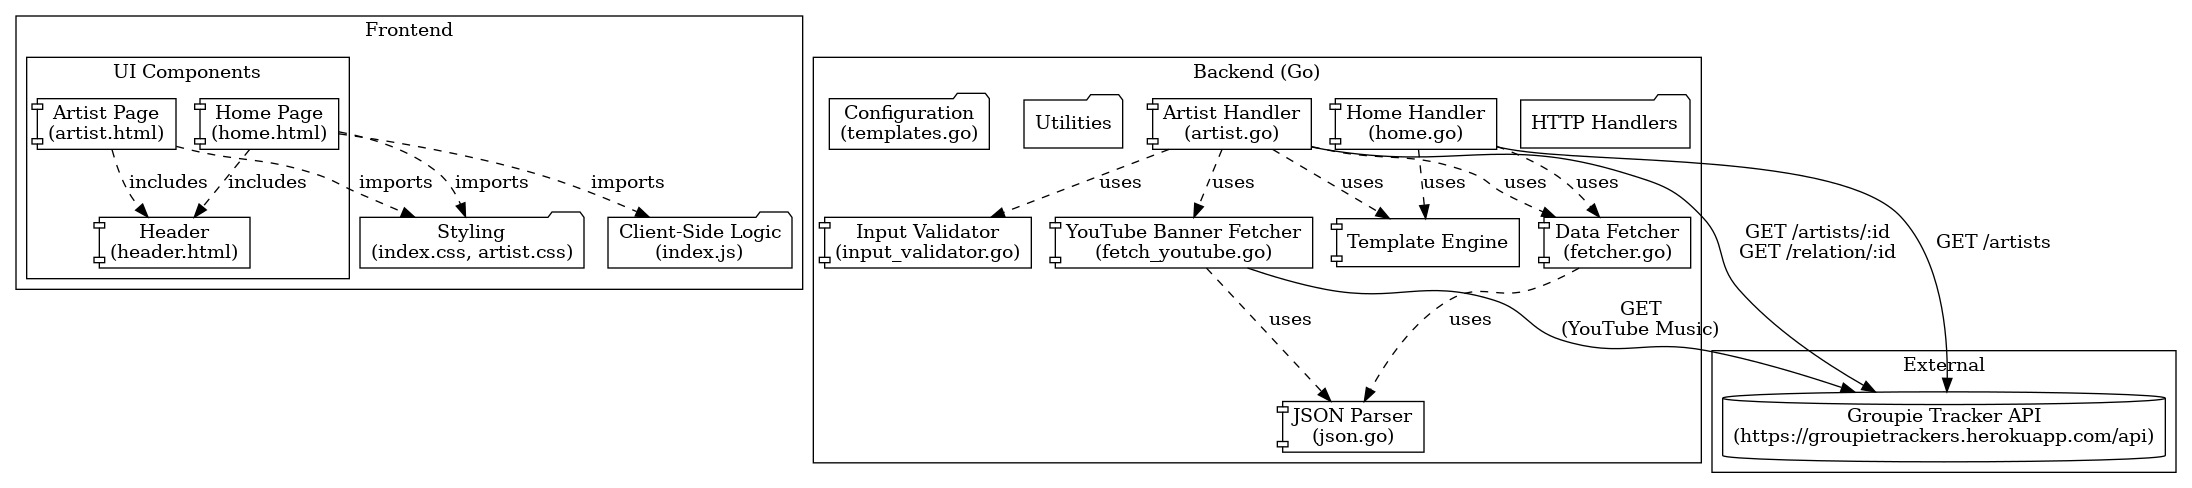 Frontend
UI Components
Artist Page
(artist.html)
Home Page
(home.html)
includes
includes
imports
imports
imports
Header
(header.html)
Styling
(index.css, artist.css)
Client-Side Logic
(index.js)
Backend (Go)
Configuration
(templates.go)
Utilities
Artist Handler
(artist.go)
Home Handler
(home.go)
HTTP Handlers
uses
uses
uses
uses
uses
uses
Input Validator
(input_validator.go)
YouTube Banner Fetcher
(fetch_youtube.go)
Template Engine
Data Fetcher
(fetcher.go)
GET /artists/:id
GET /relation/:id
GET /artists
uses
uses
GET
(YouTube Music)
JSON Parser
(json.go)
External
Groupie Tracker API
(https://groupietrackers.herokuapp.com/api)